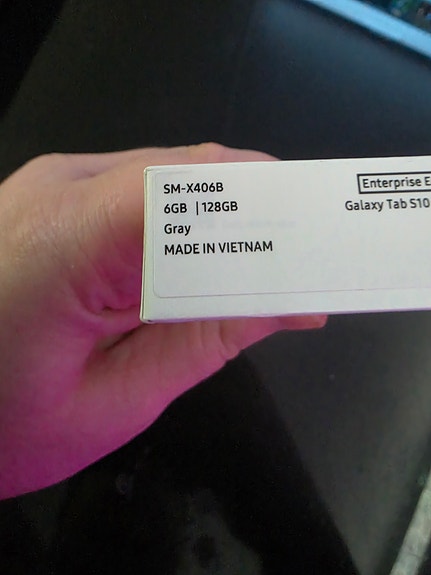 SM-X406B
6GB | 128GB
Gray
MADE IN VIETNAM
Enterprise E
Galaxy Tab S10